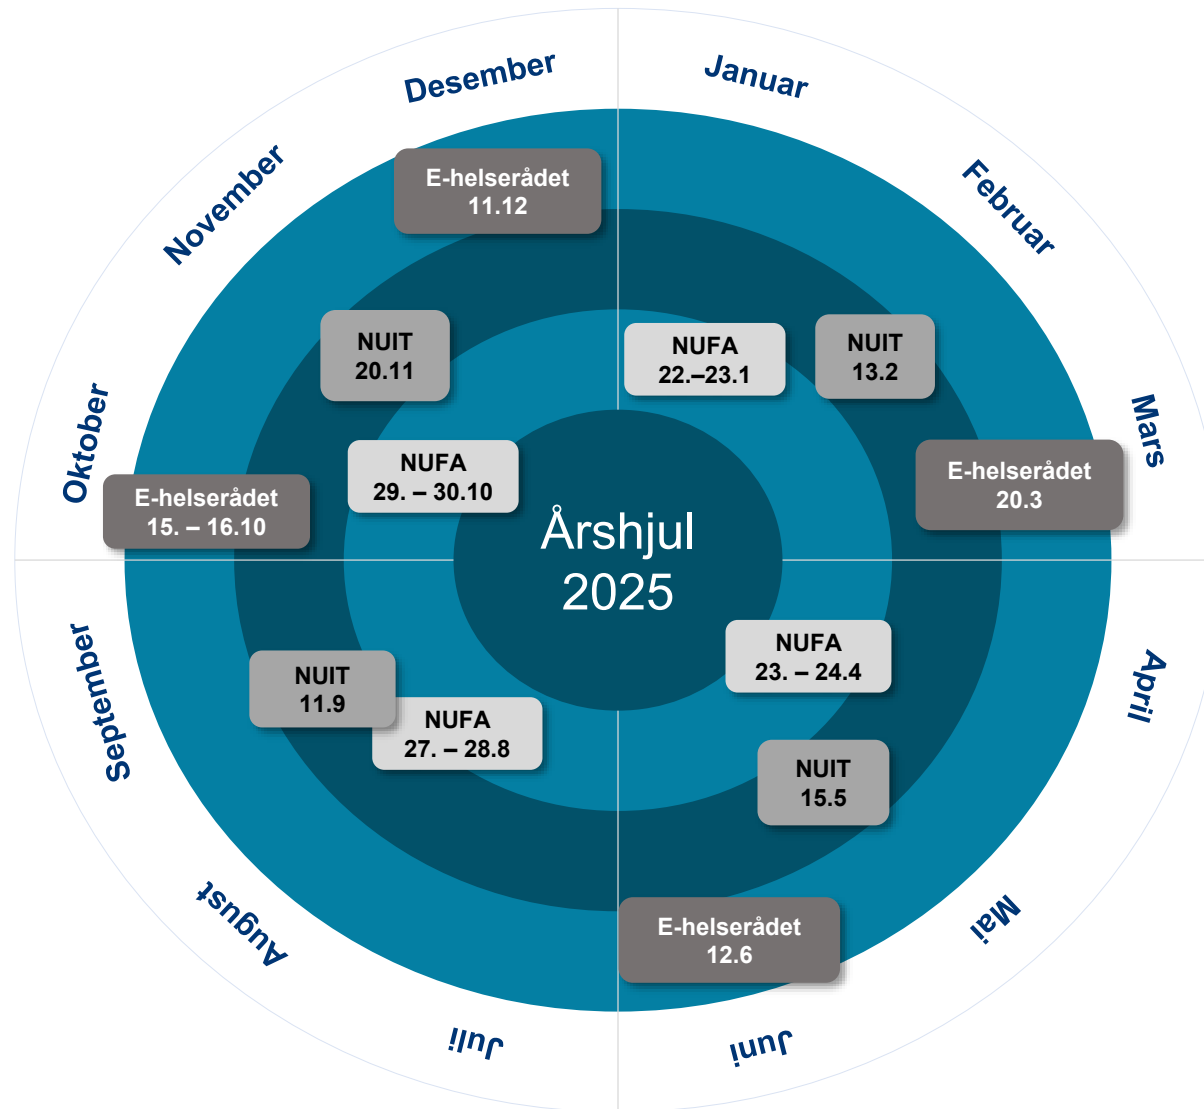 Desember
Januar
November
Februar
E-helserådet
11.12
NUIT
20.11
NUFA
22.–23.1
NUIT
13.2
Oktober
Mars
E-helserådet
15. – 16.10
NUFA
29. – 30.10
E-helserådet
20.3
Årshjul
2025
September
April
NUIT
11.9
NUFA
27. – 28.8
NUFA
23. – 24.4
NUIT
15.5
August
Mai
E-helserådet
12.6
Juli
Juni